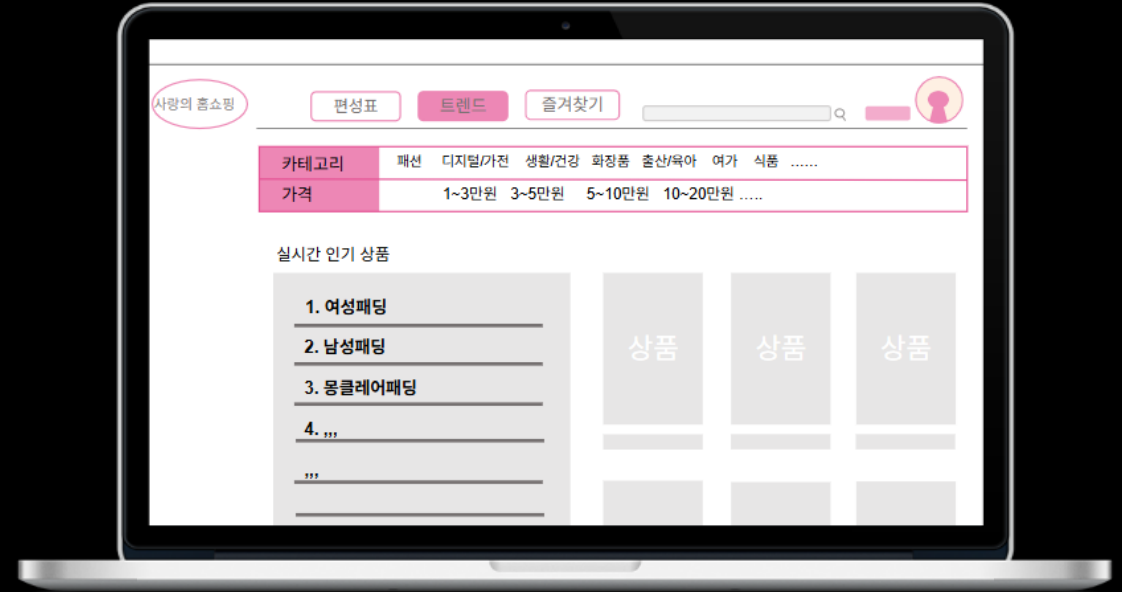 사랑의 홈쇼핑
편성표 트렌드 즐겨찾기
카테고리 패션 디지털/가전 생활/건강 화장품 출산/육아 여가 식품 ……
가격 1~3만원 3~5만원 5~10만원 10~20만원 …..
실시간 인기 상품
1. 여성패딩
2. 남성패딩
3. 몽클레어패딩
4. ,,,
,,,
상품 상품 상품